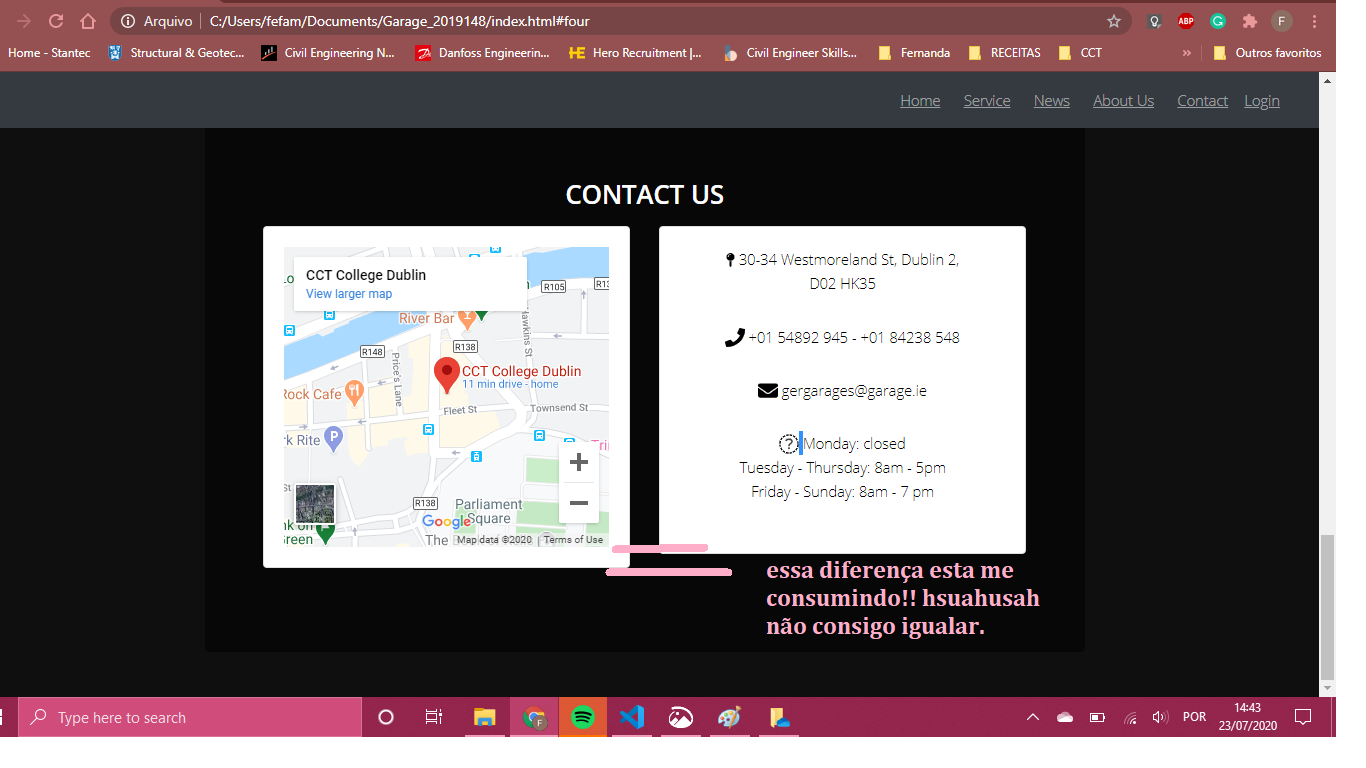 Arquivo | C:/Users/fefam/Documents/Garage_2019148/index.html#four
ABP
G
F
Home - Stantec
Structural & Geotec...
Civil Engineering N...
Danfoss Engineerin...
HE Hero Recruitment |...
Civil Engineer Skills...
Fernanda
RECEITAS
CCT
»
Outros favoritos
Home Service News About Us Contact Login
CONTACT US
CCT College Dublin
View larger map
R105
River Bar
Hawkins St
R148
R138
Price's Lane
CCT College Dublin
11 min drive - home
Rock Cafe
Fleet St
Townsend St
k Rite
P
Tri
St
R138
Parliament
Square
Google
Green
The
Map data ©2020 | Terms of Use
30-34 Westmoreland St, Dublin 2,
D02 HK35
+01 54892 945 - +01 84238 548
gergarages@garage.ie
Monday: closed
Tuesday - Thursday: 8am - 5pm
Friday - Sunday: 8am - 7 pm
essa diferença esta me
consumindo!! hsuahusah
não consigo igualar.
Type here to search
F
POR
14:43
23/07/2020